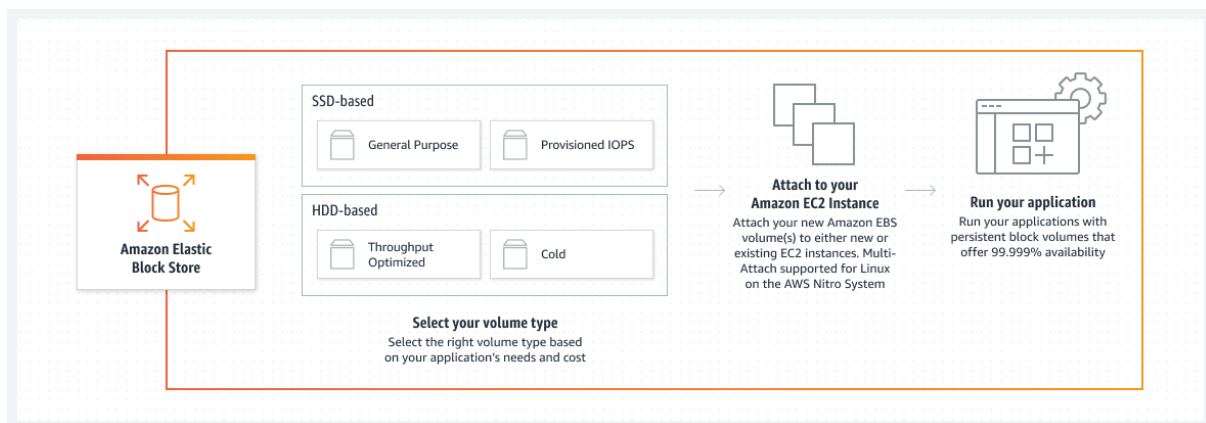 Amazon Elastic
Block Store
SSD-based
General Purpose
Provisioned IOPS
HDD-based
Throughput
Optimized
Cold
Select your volume type
Select the right volume type based
on your application's needs and cost
Attach to your
Amazon EC2 Instance
Attach your new Amazon EBS
volume(s) to either new or
existing EC2 instances. Multi-
Attach supported for Linux
on the AWS Nitro System
Run your application
Run your applications with
persistent block volumes that
offer 99.999% availability